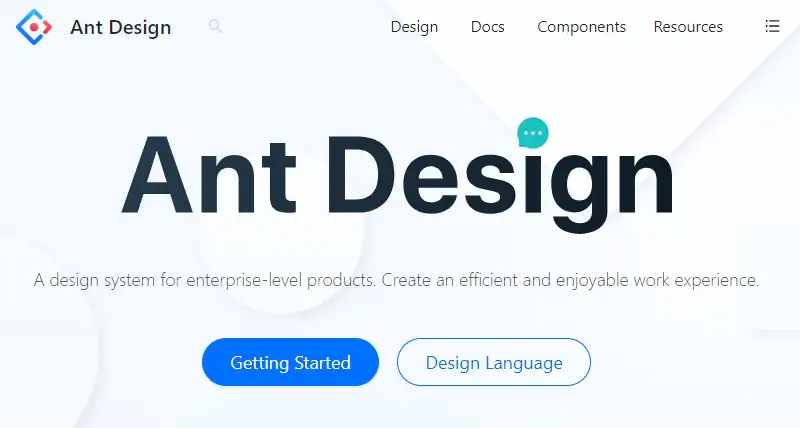 Ant Design
Design Docs Components Resources
Ant Design
A design system for enterprise-level products. Create an efficient and enjoyable work experience.
Getting Started
Design Language